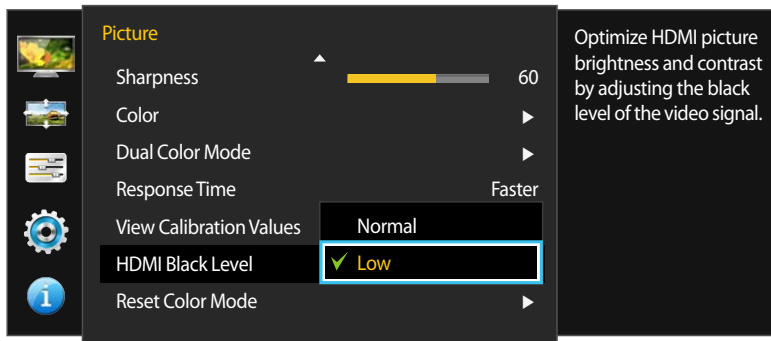 Picture
Sharpness 60
Color
Dual Color Mode
Response Time Faster
View Calibration Values Normal
HDMI Black Level Low
Reset Color Mode
Optimize HDMI picture
brightness and contrast
by adjusting the black
level of the video signal.